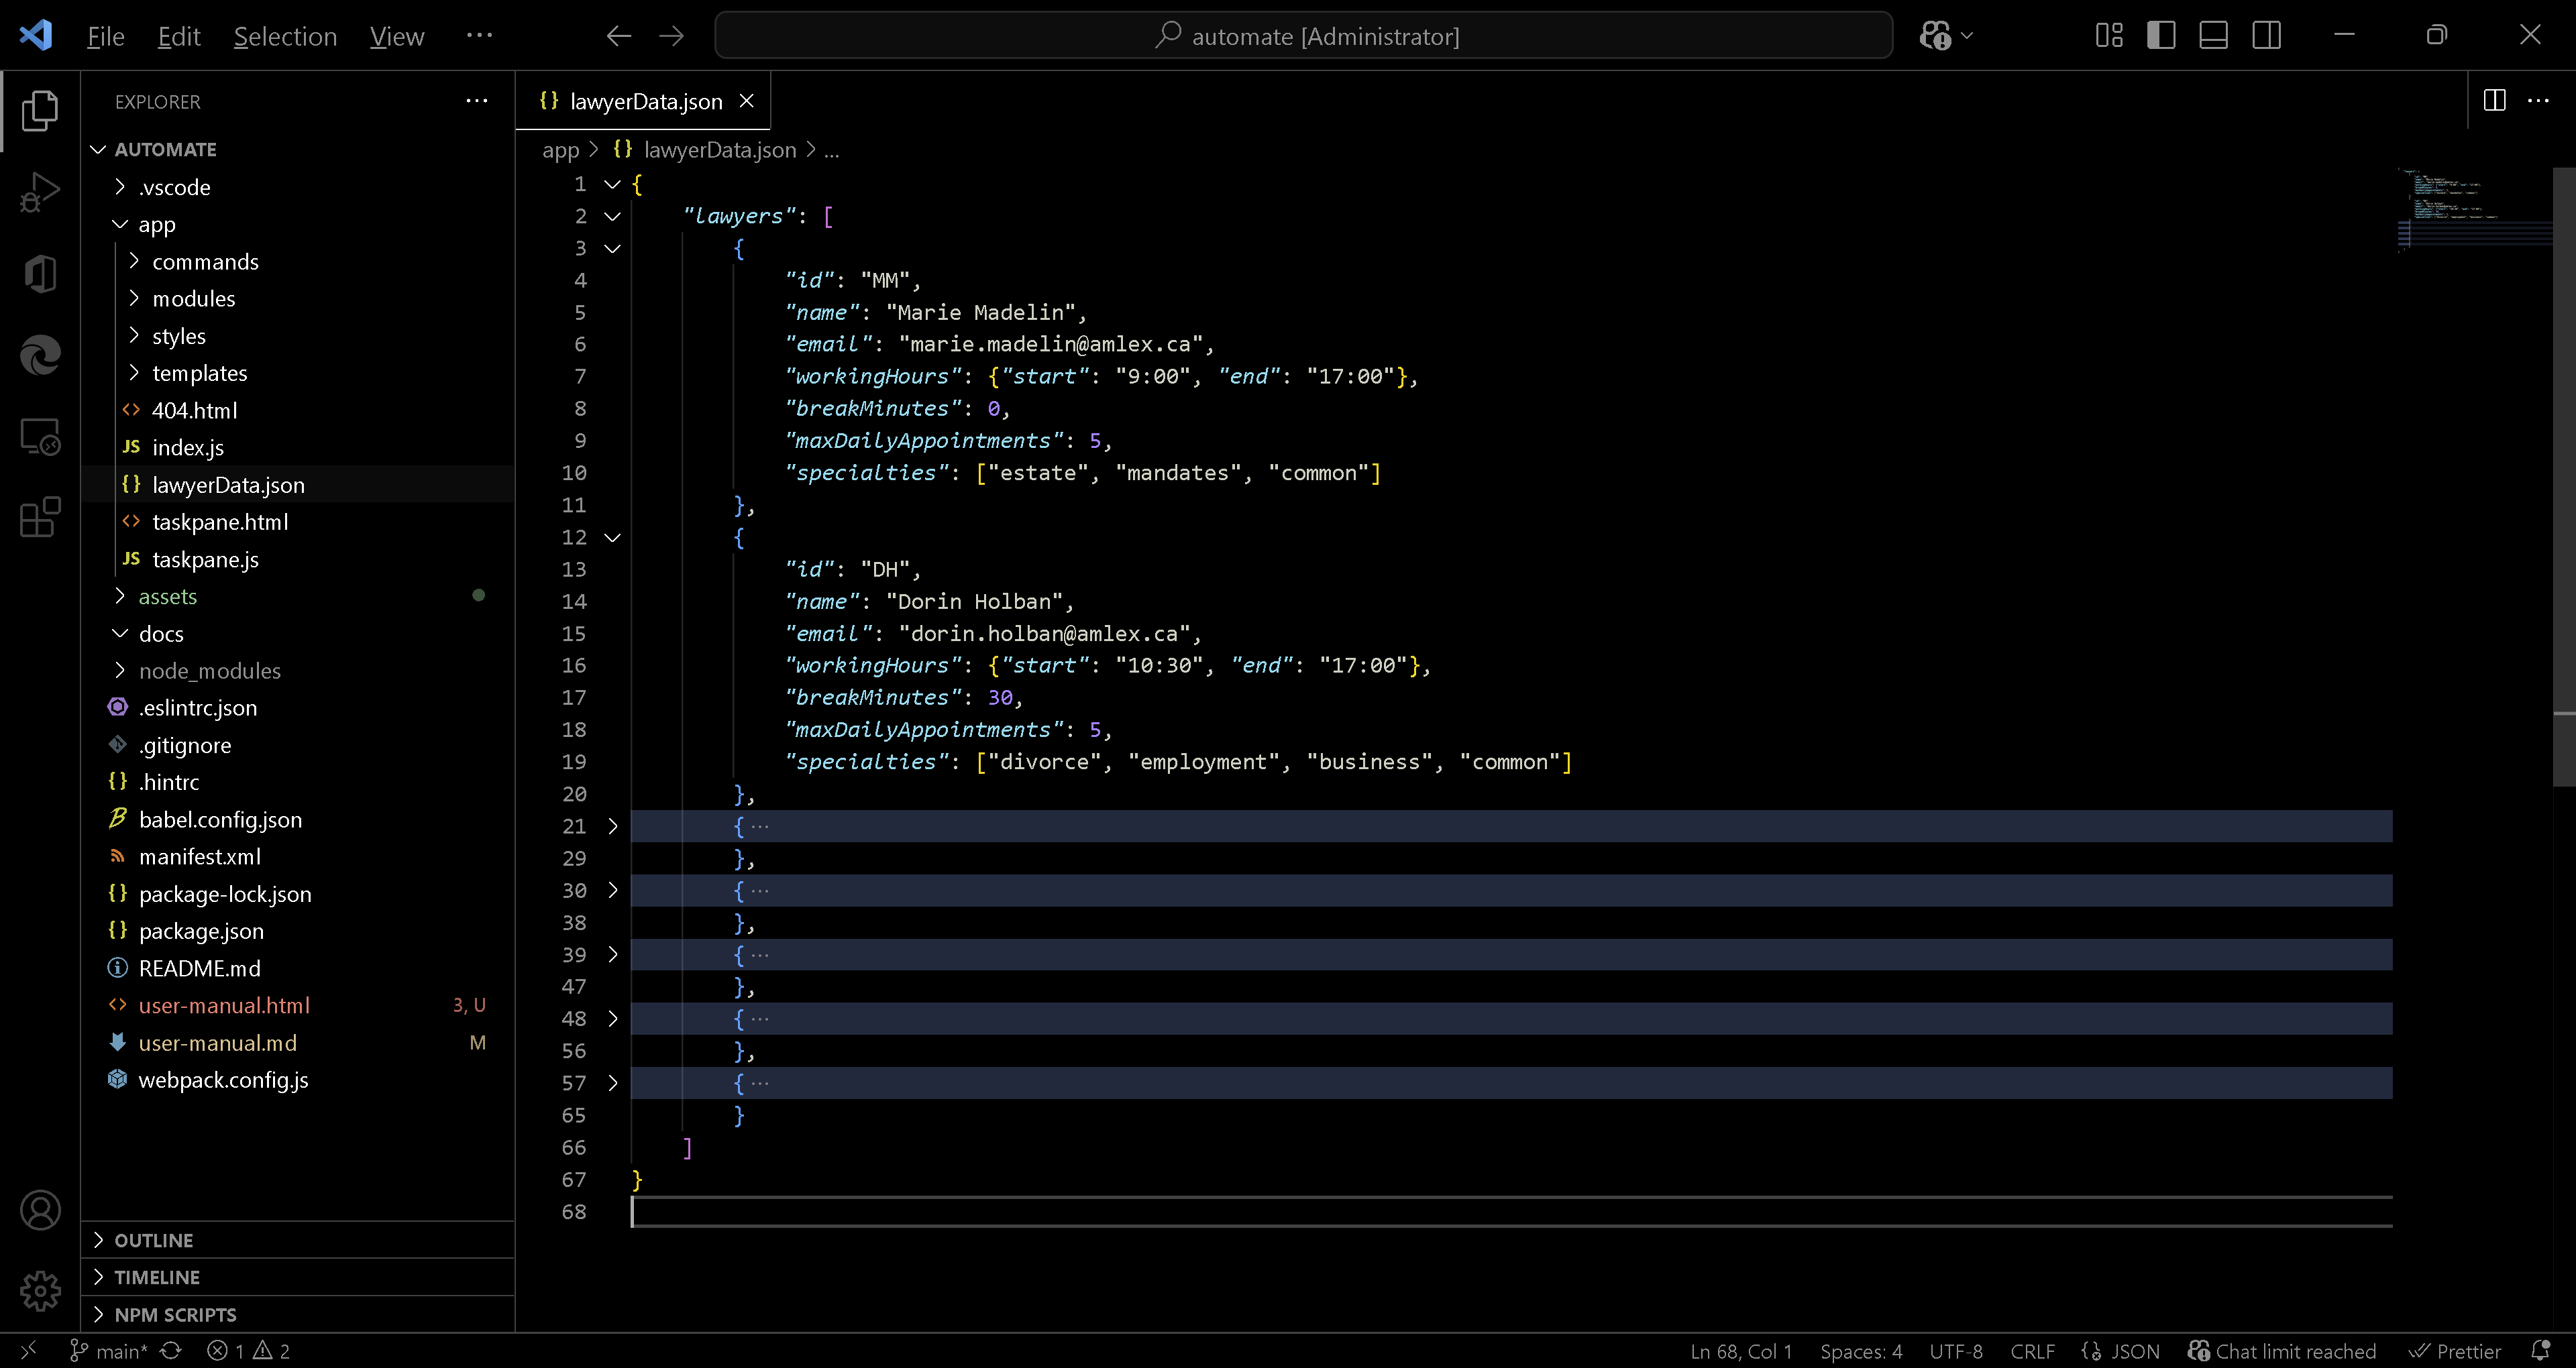 File Edit Selection View ···
automate [Administrator]
EXPLORER ···
AUTOMATE
.vscode
app
commands
modules
styles
templates
404.html
JS index.js
{} lawyerData.json
taskpane.html
JS taskpane.js
assets
docs
node_modules
.eslintrc.json
.gitignore
{} .hintrc
babel.config.json
manifest.xml
{} package-lock.json
{} package.json
README.md
user-manual.html 3, U
user-manual.md M
webpack.config.js
OUTLINE
TIMELINE
NPM SCRIPTS
{} lawyerData.json
app > {} lawyerData.json > ...
1 {
2 "lawyers": [
3 {
4 "id": "MM",
5 "name": "Marie Madelin",
6 "email": "marie.madelin@amlex.ca",
7 "workingHours": {"start": "9:00", "end": "17:00"},
8 "breakMinutes": 0,
9 "maxDailyAppointments": 5,
10 "specialties": ["estate", "mandates", "common"]
11 },
12 {
13 "id": "DH",
14 "name": "Dorin Holban",
15 "email": "dorin.holban@amlex.ca",
16 "workingHours": {"start": "10:30", "end": "17:00"},
17 "breakMinutes": 30,
18 "maxDailyAppointments": 5,
19 "specialties": ["divorce", "employment", "business", "common"]
20 },
21 { ···
29 },
30 { ···
38 },
39 { ···
47 },
48 { ···
56 },
57 { ···
65 }
66 ]
67 }
68
main* 1 2
Ln 68, Col 1 Spaces: 4 UTF-8 CRLF JSON Chat limit reached Prettier